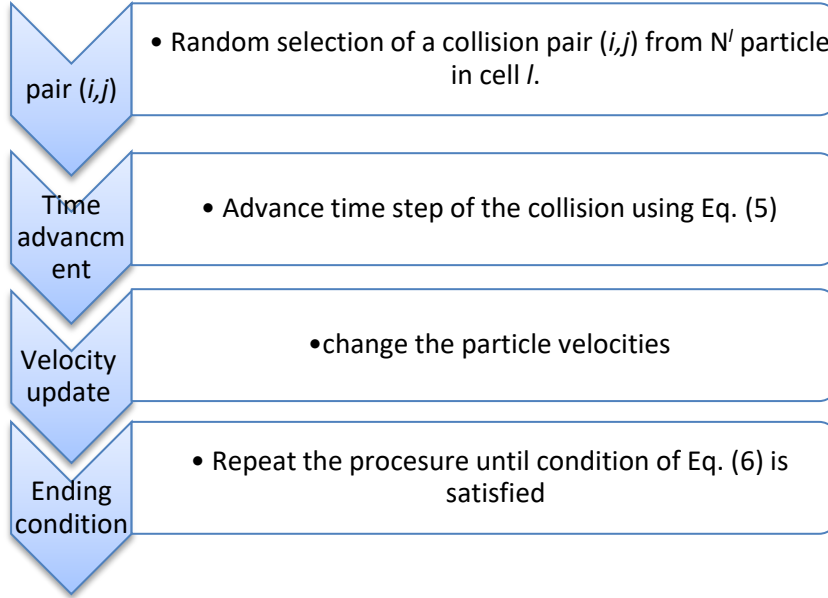 pair (i,j)
• Random selection of a collision pair (i,j) from Nˡ particle
in cell l.
Time
advancm
ent
• Advance time step of the collision using Eq. (5)
Velocity
update
•change the particle velocities
Ending
condition
• Repeat the procesure until condition of Eq. (6) is
satisfied